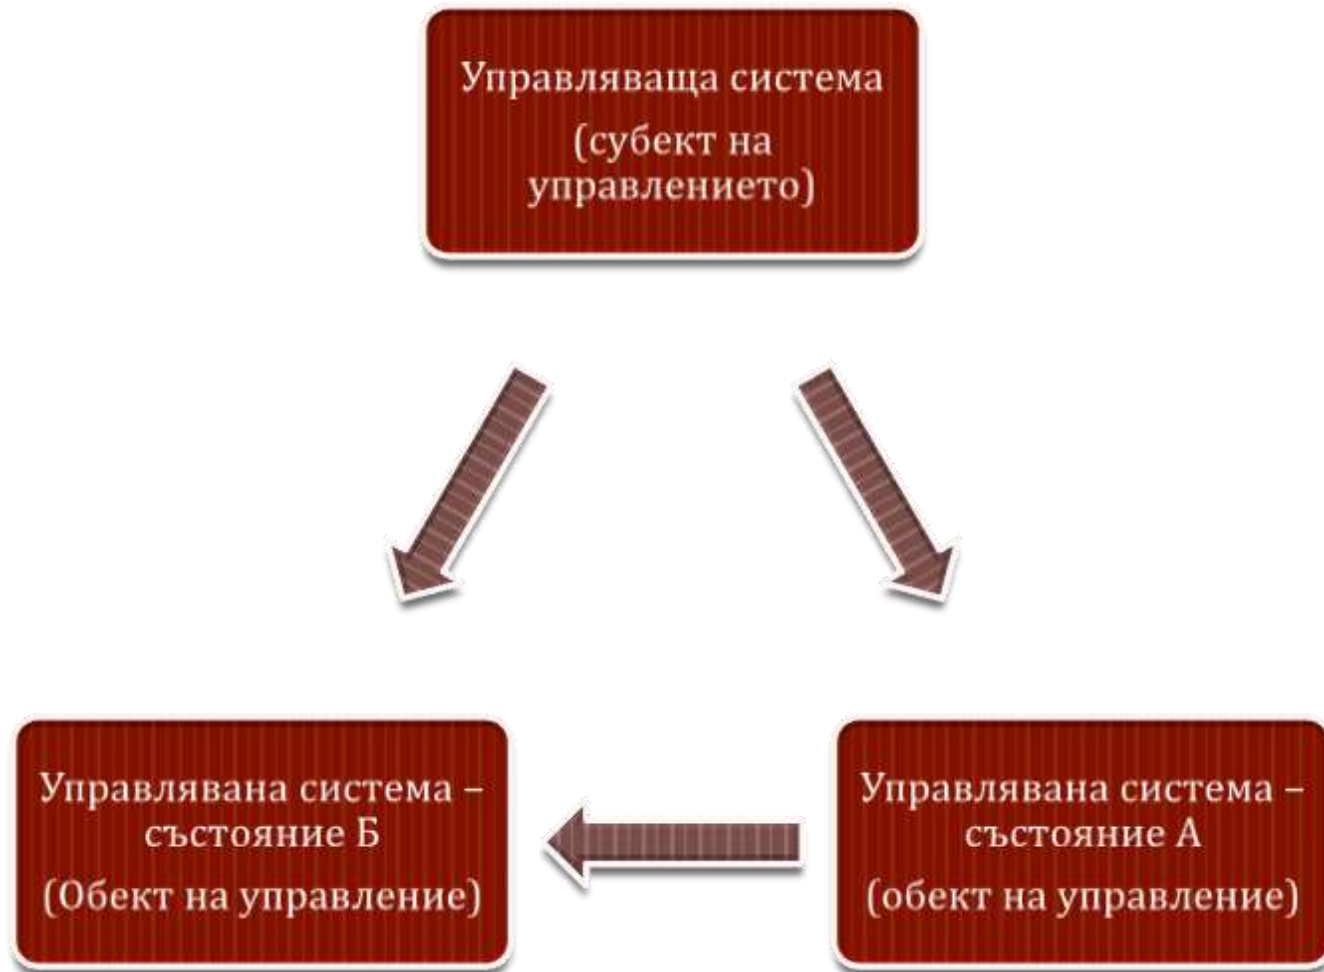 Управляваща система
(субект на
управлението)
Управлявана система –
състояние Б
(Обект на управление)
Управлявана система –
състояние А
(обект на управление)